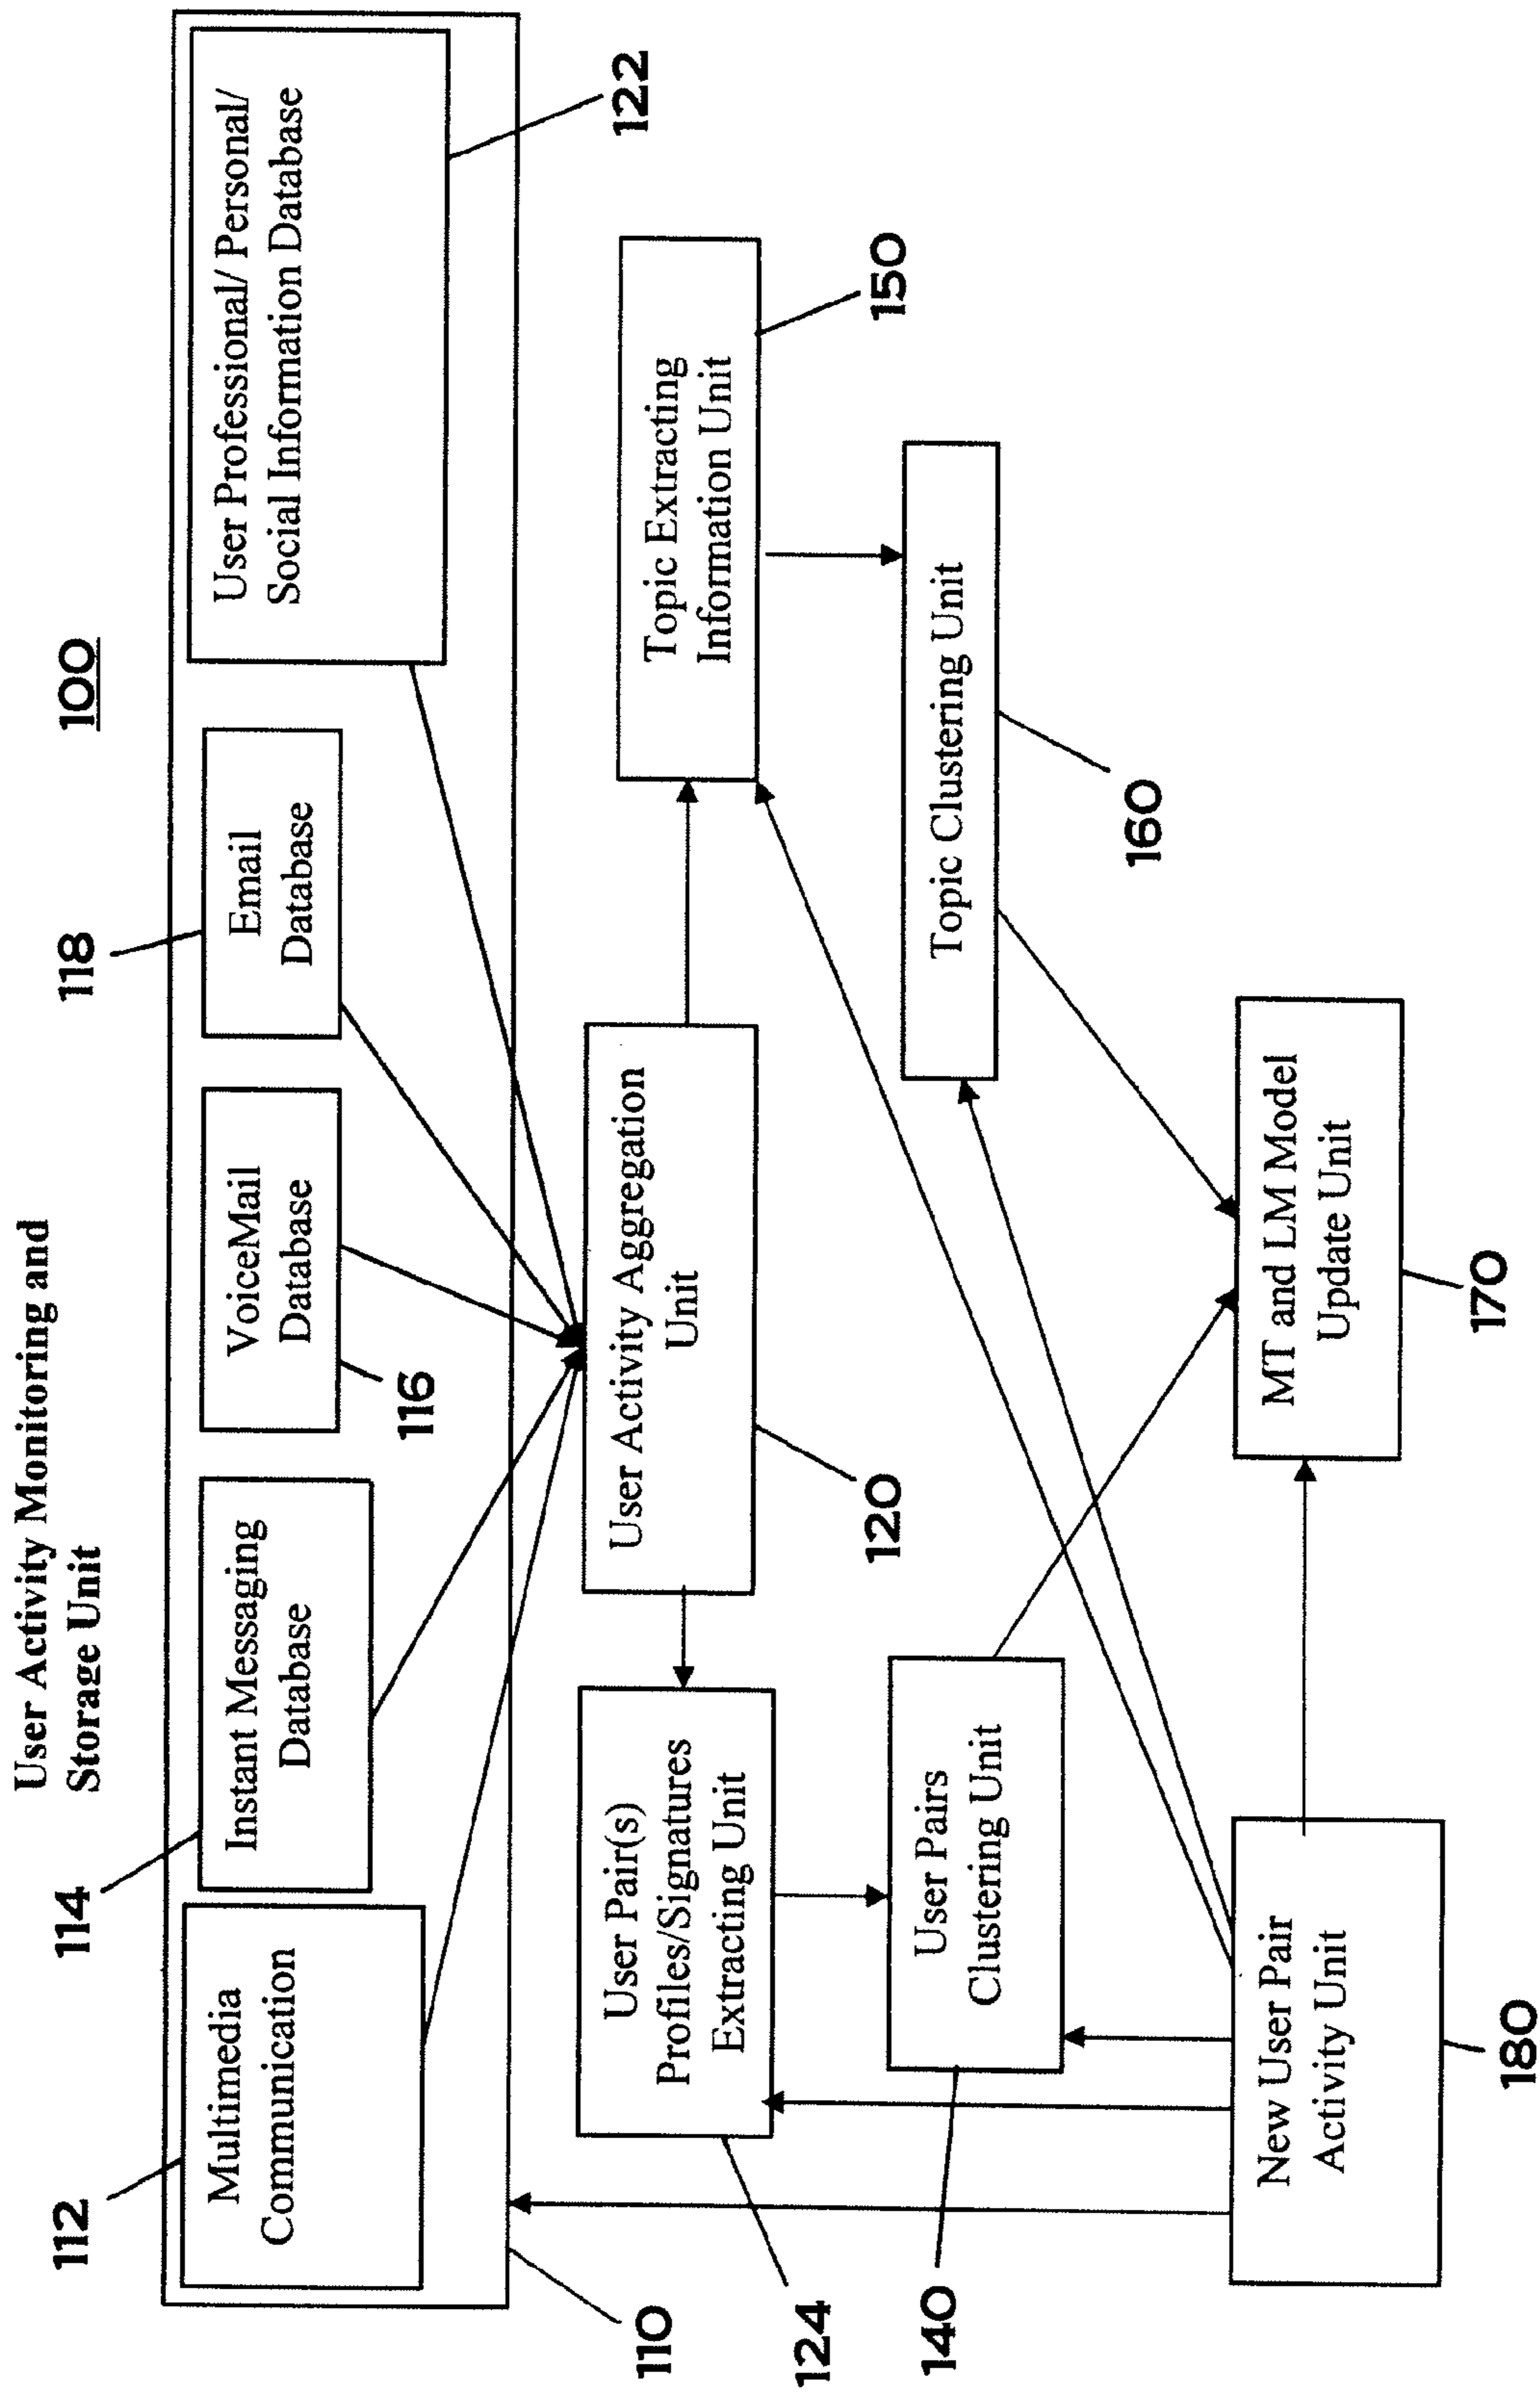 User Activity Monitoring and
Storage Unit
100
112
114
118
Multimedia
Communication
Instant Messaging
Database
VoiceMail
Database
Email
Database
User Professional/ Personal/
Social Information Database
110
116
122
User Pair(s)
Profiles/Signatures
Extracting Unit
User Activity Aggregation
Unit
Topic Extracting
Information Unit
124
120
150
User Pairs
Clustering Unit
Topic Clustering Unit
140
160
New User Pair
Activity Unit
MT and LM Model
Update Unit
180
170